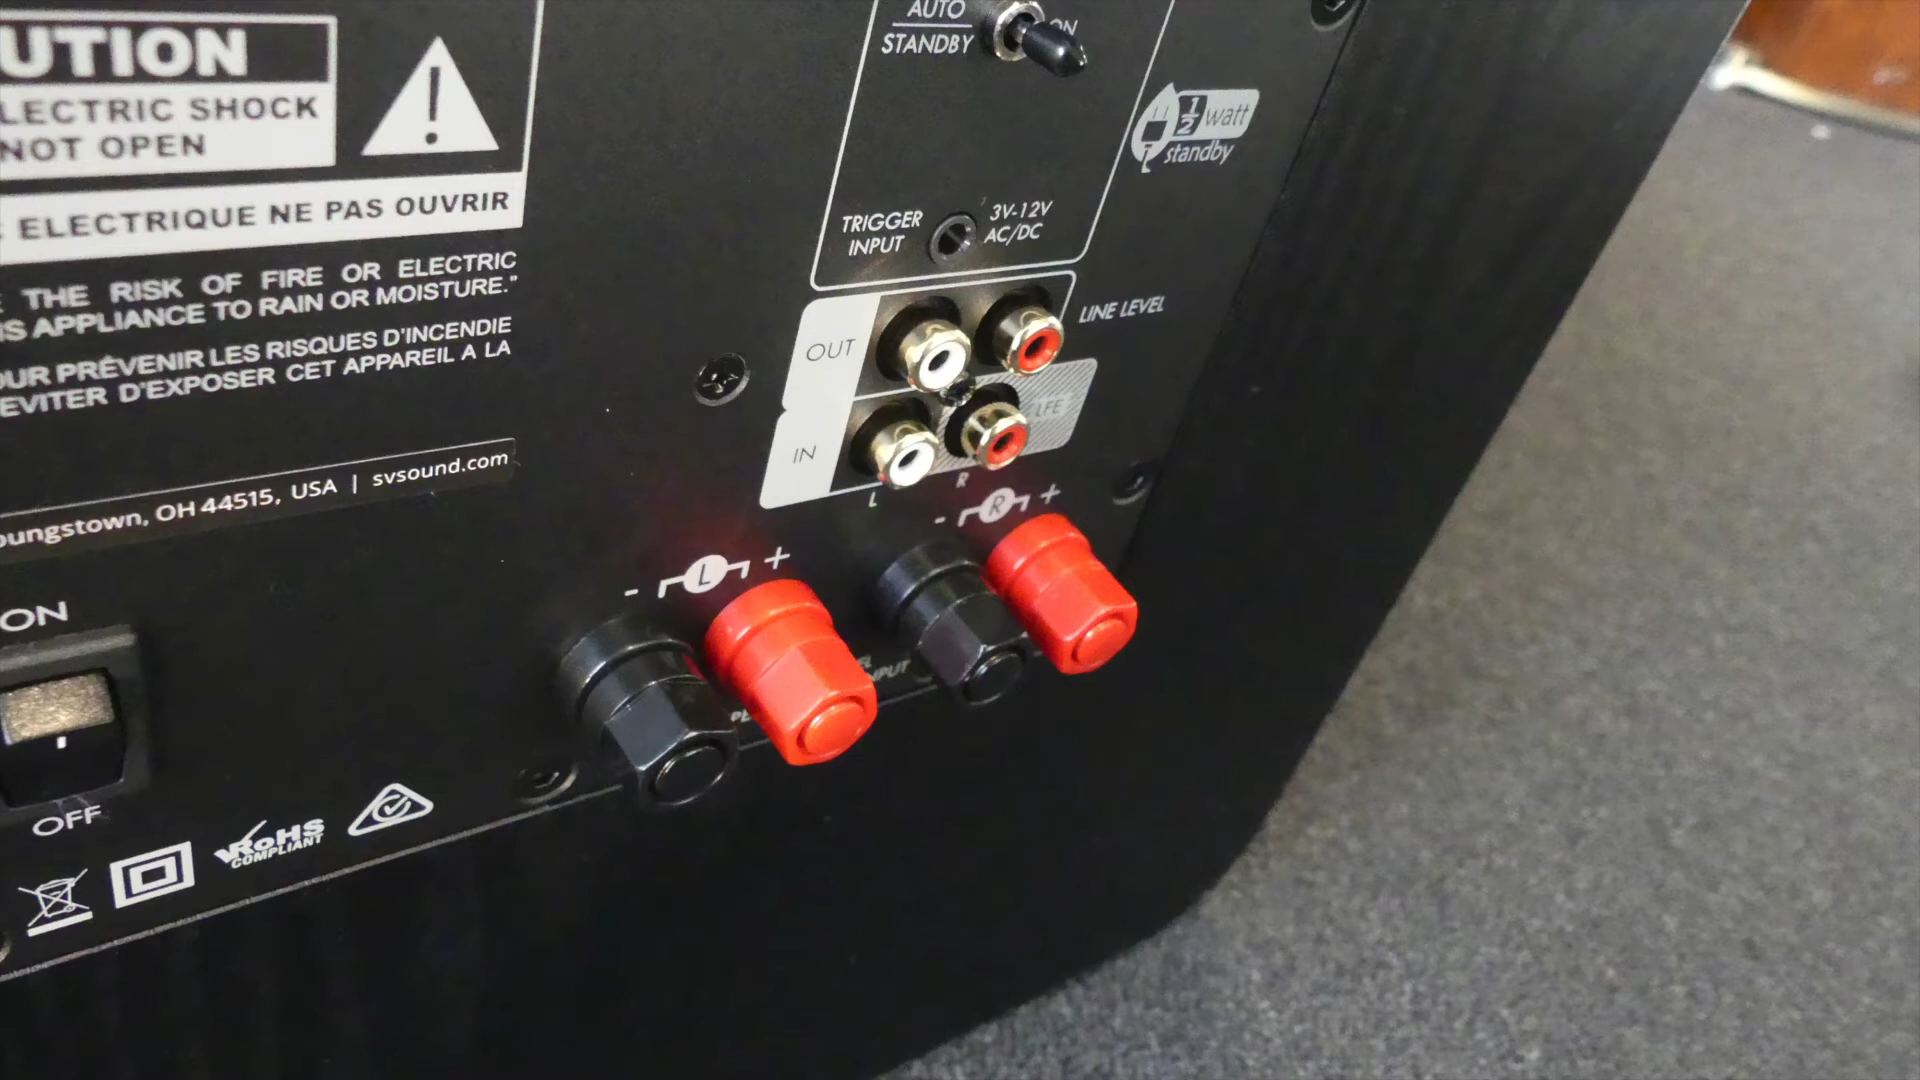 AUTO
STANDBY
ON
UTION
LECTRIC SHOCK
NOT OPEN
ELECTRIQUE NE PAS OUVRIR
THE RISK OF FIRE OR ELECTRIC
IS APPLIANCE TO RAIN OR MOISTURE."
OUR PRÉVENIR LES RISQUES D'INCENDIE
EVITER D'EXPOSER CET APPAREIL A LA
oungstown, OH 44515, USA | svsound.com
1/2 watt
standby
TRIGGER
INPUT
3V-12V
AC/DC
OUT
LINE LEVEL
IN
LFE
L
R
- L +
- R +
NPUT
ON
OFF
RoHS
COMPLIANT